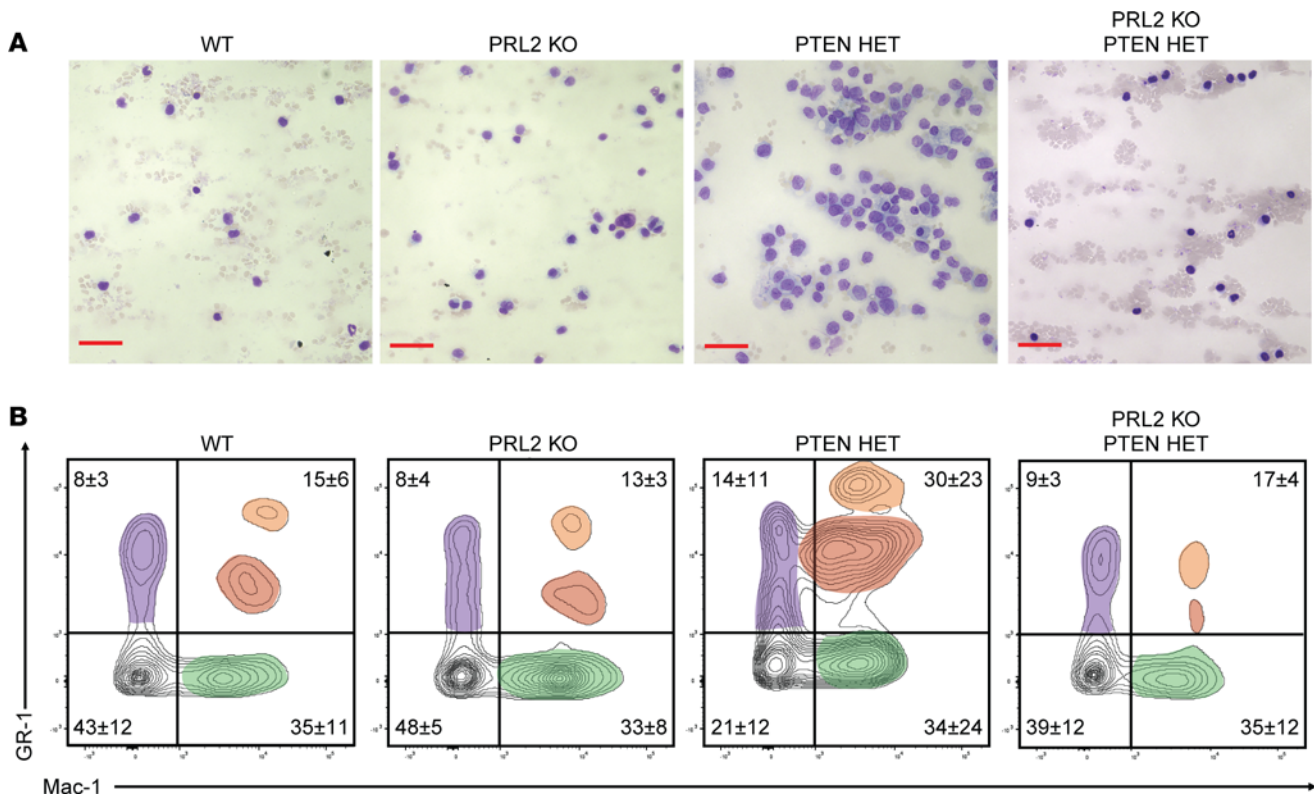 A
WT
PRL2 KO
PTEN HET
PRL2 KO
PTEN HET
B
WT
PRL2 KO
PTEN HET
PRL2 KO
PTEN HET
8±3
15±6
43±12
35±11
8±4
13±3
48±5
33±8
14±11
30±23
21±12
34±24
9±3
17±4
39±12
35±12
GR-1
Mac-1